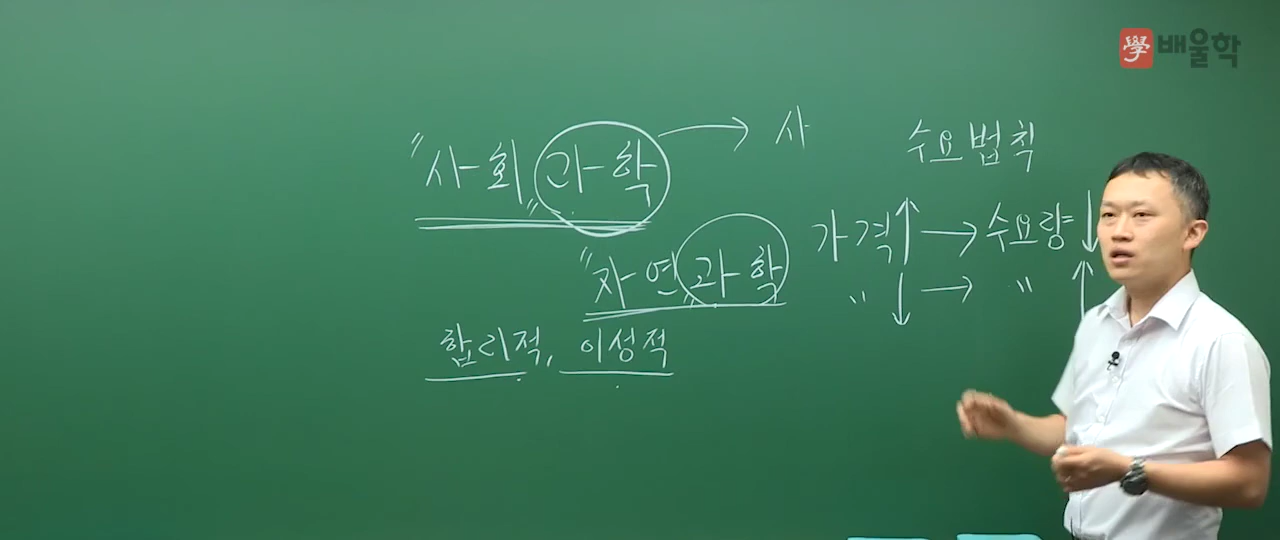 學 배울학
"사회과학" → 사
"자연과학"
합리적, 이성적
수요법칙
가격↑ → 수요량↓
〃 ↓ → 〃 ↑